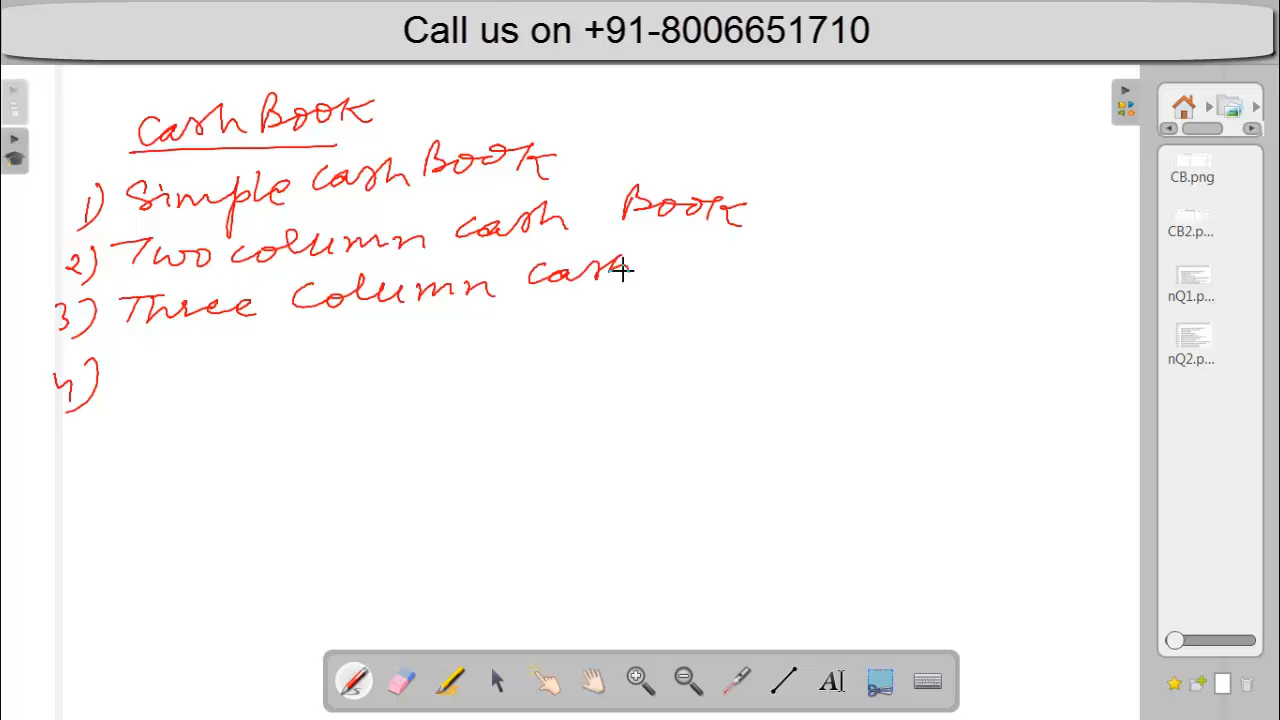 Call us on +91-8006651710
Cash Book
1) Simple Cash Book
2) Two column cash Book
3) Three Column Cash
4)
CB.png
CB2.p...
nQ1.p...
nQ2.p...
A